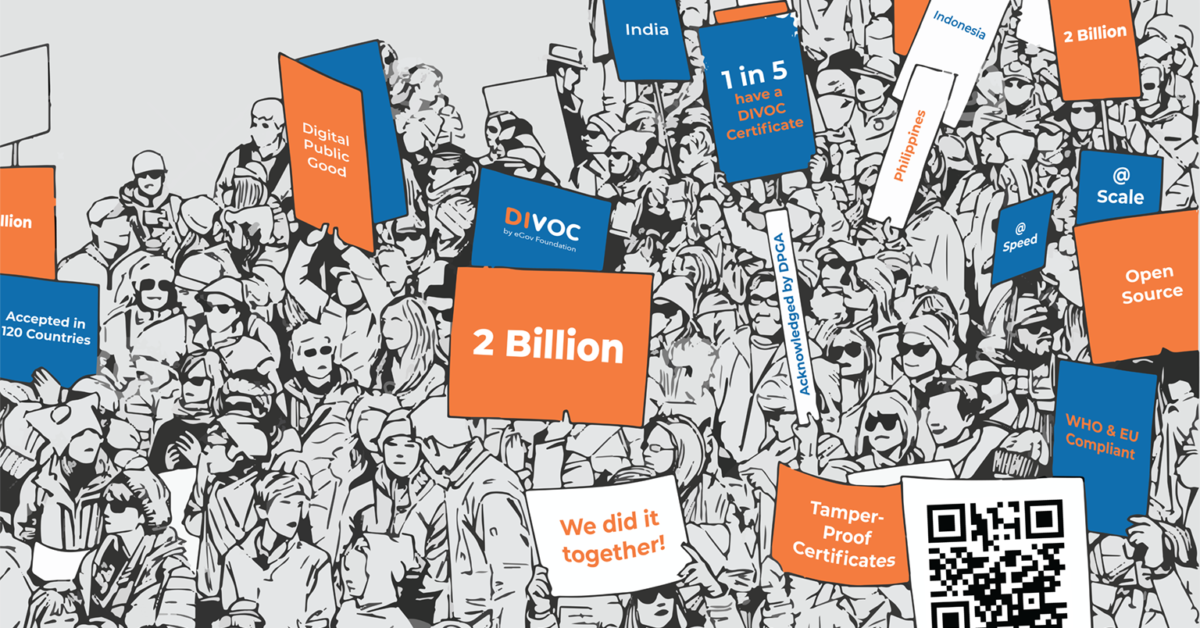 India
Indonesia
2 Billion
1 in 5
have a
DIVOC
Certificate
Digital
Public
Good
Philippines
@
Scale
llion
DIVOC
by eGov Foundation
@
Speed
Acknowledged by DPGA
Open
Source
Accepted in
120 Countries
2 Billion
WHO & EU
Compliant
We did it
together!
Tamper-
Proof
Certificates